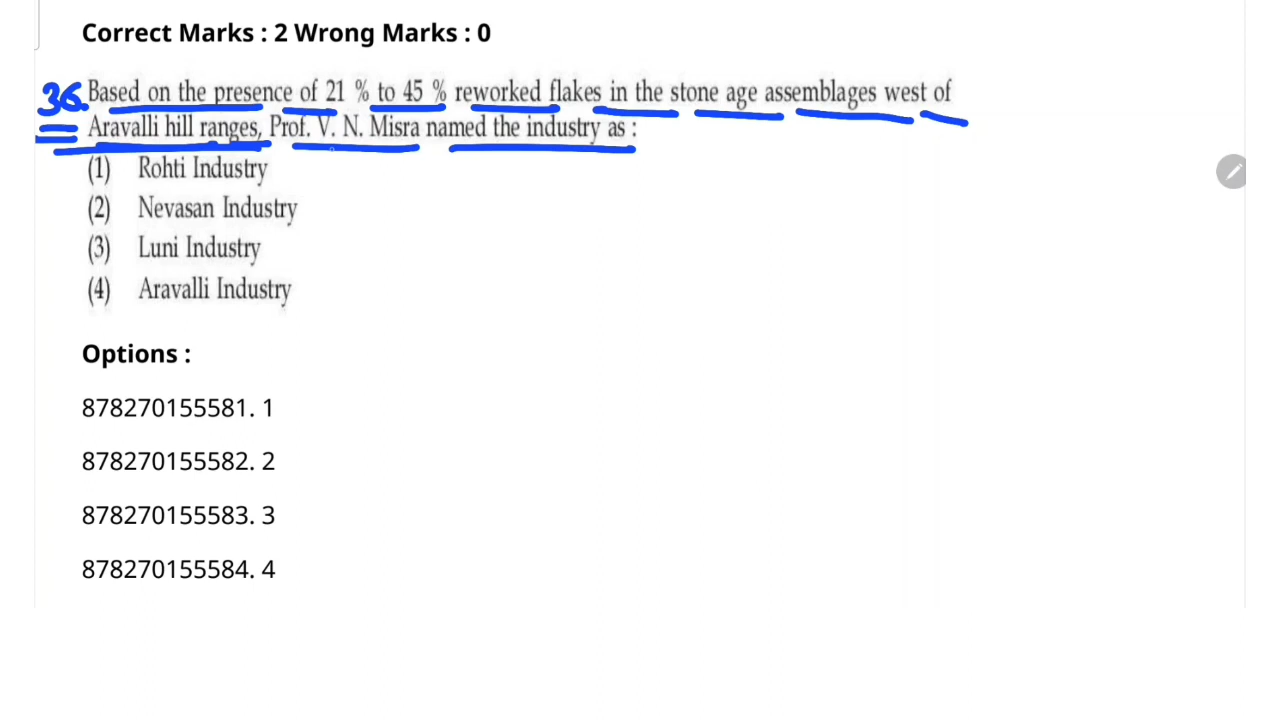 Correct Marks : 2 Wrong Marks : 0
36. Based on the presence of 21 % to 45 % reworked flakes in the stone age assemblages west of
Aravalli hill ranges, Prof. V. N. Misra named the industry as :
(1) Rohti Industry
(2) Nevasan Industry
(3) Luni Industry
(4) Aravalli Industry
Options :
878270155581. 1
878270155582. 2
878270155583. 3
878270155584. 4